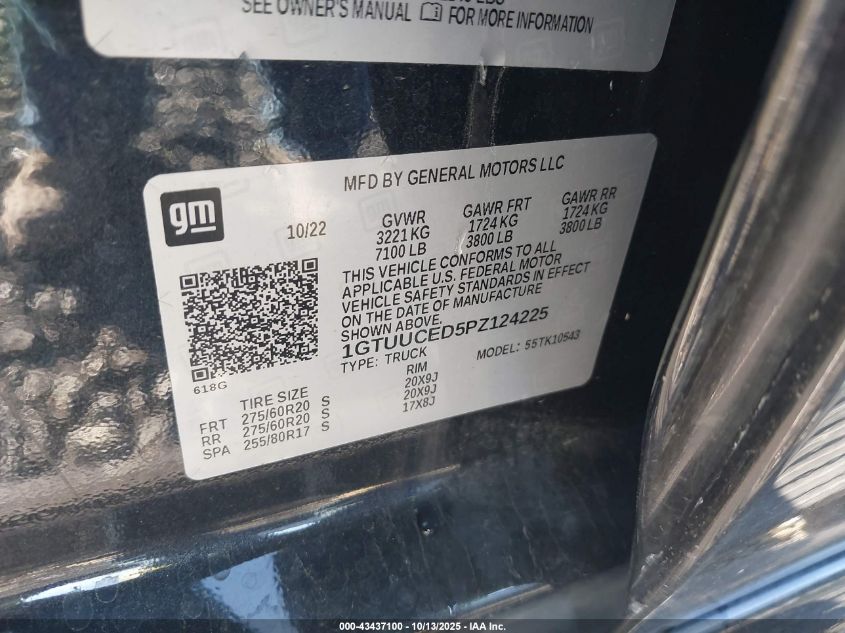 SEE OWNER'S MANUAL FOR MORE INFORMATION
MFD BY GENERAL MOTORS LLC
gm
10/22
GVWR GAWR FRT GAWR RR
3221 KG 1724 KG 1724 KG
7100 LB 3800 LB 3800 LB
THIS VEHICLE CONFORMS TO ALL
APPLICABLE U.S. FEDERAL MOTOR
VEHICLE SAFETY STANDARDS IN EFFECT
ON THE DATE OF MANUFACTURE
SHOWN ABOVE.
1GTUUCED5PZ124225
TYPE: TRUCK MODEL: 55TK10543
618G
TIRE SIZE RIM
FRT 275/60R20 S 20X9J
RR 275/60R20 S 20X9J
SPA 255/80R17 S 17X8J
000-43437100 | 10/13/2025 - IAA Inc.